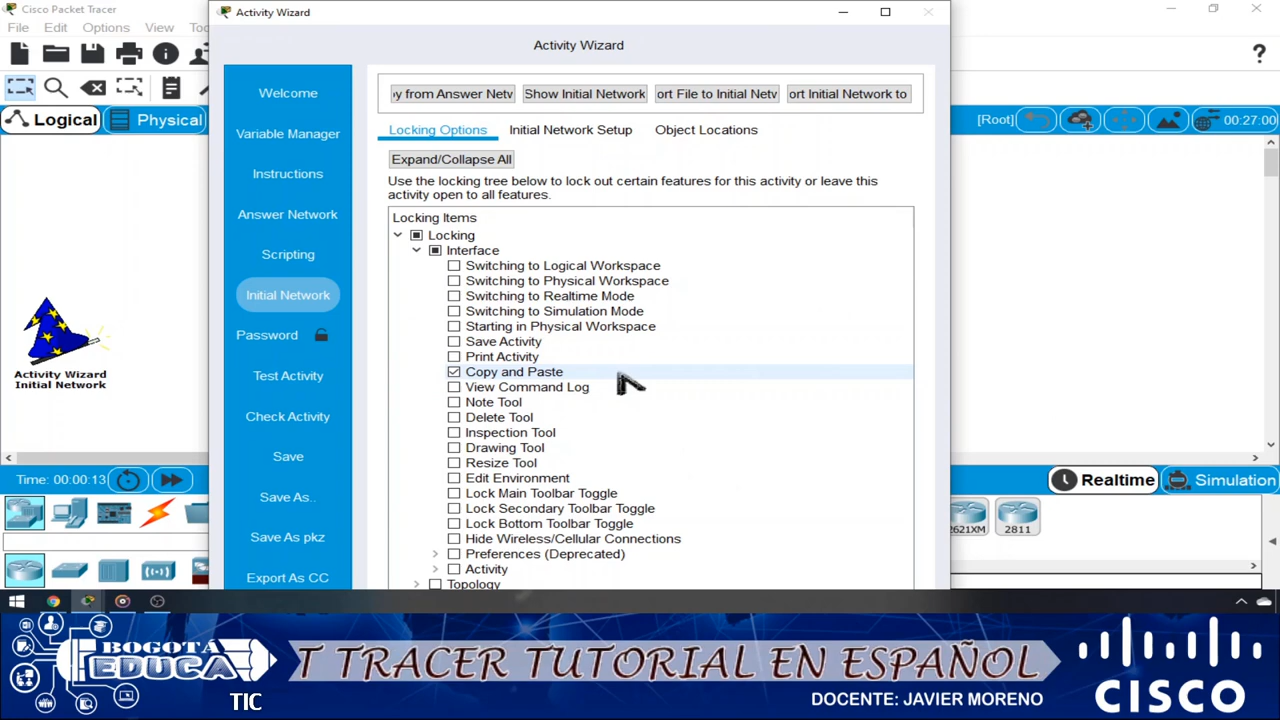 Cisco Packet Tracer
File Edit Options View
Activity Wizard
Activity Wizard
Logical
Physical
[Root]
00:27:00
Welcome
Variable Manager
Instructions
Answer Network
Scripting
Initial Network
Password
Test Activity
Check Activity
Save
Save As..
Save As pkz
Export As CC
y from Answer Netv
Show Initial Network
ort File to Initial Netv
ort Initial Network to
Locking Options
Initial Network Setup
Object Locations
Expand/Collapse All
Use the locking tree below to lock out certain features for this activity or leave this
activity open to all features.
Locking Items
Locking
Interface
Switching to Logical Workspace
Switching to Physical Workspace
Switching to Realtime Mode
Switching to Simulation Mode
Starting in Physical Workspace
Save Activity
Print Activity
Copy and Paste
View Command Log
Note Tool
Delete Tool
Inspection Tool
Drawing Tool
Resize Tool
Edit Environment
Lock Main Toolbar Toggle
Lock Secondary Toolbar Toggle
Lock Bottom Toolbar Toggle
Hide Wireless/Cellular Connections
Preferences (Deprecated)
Activity
Topology
Activity Wizard
Initial Network
Time: 00:00:13
Realtime
Simulation
2621XM
2811
BOGOTÁ
EDUCA
TIC
T TRACER TUTORIAL EN ESPAÑOL
DOCENTE: JAVIER MORENO
CISCO